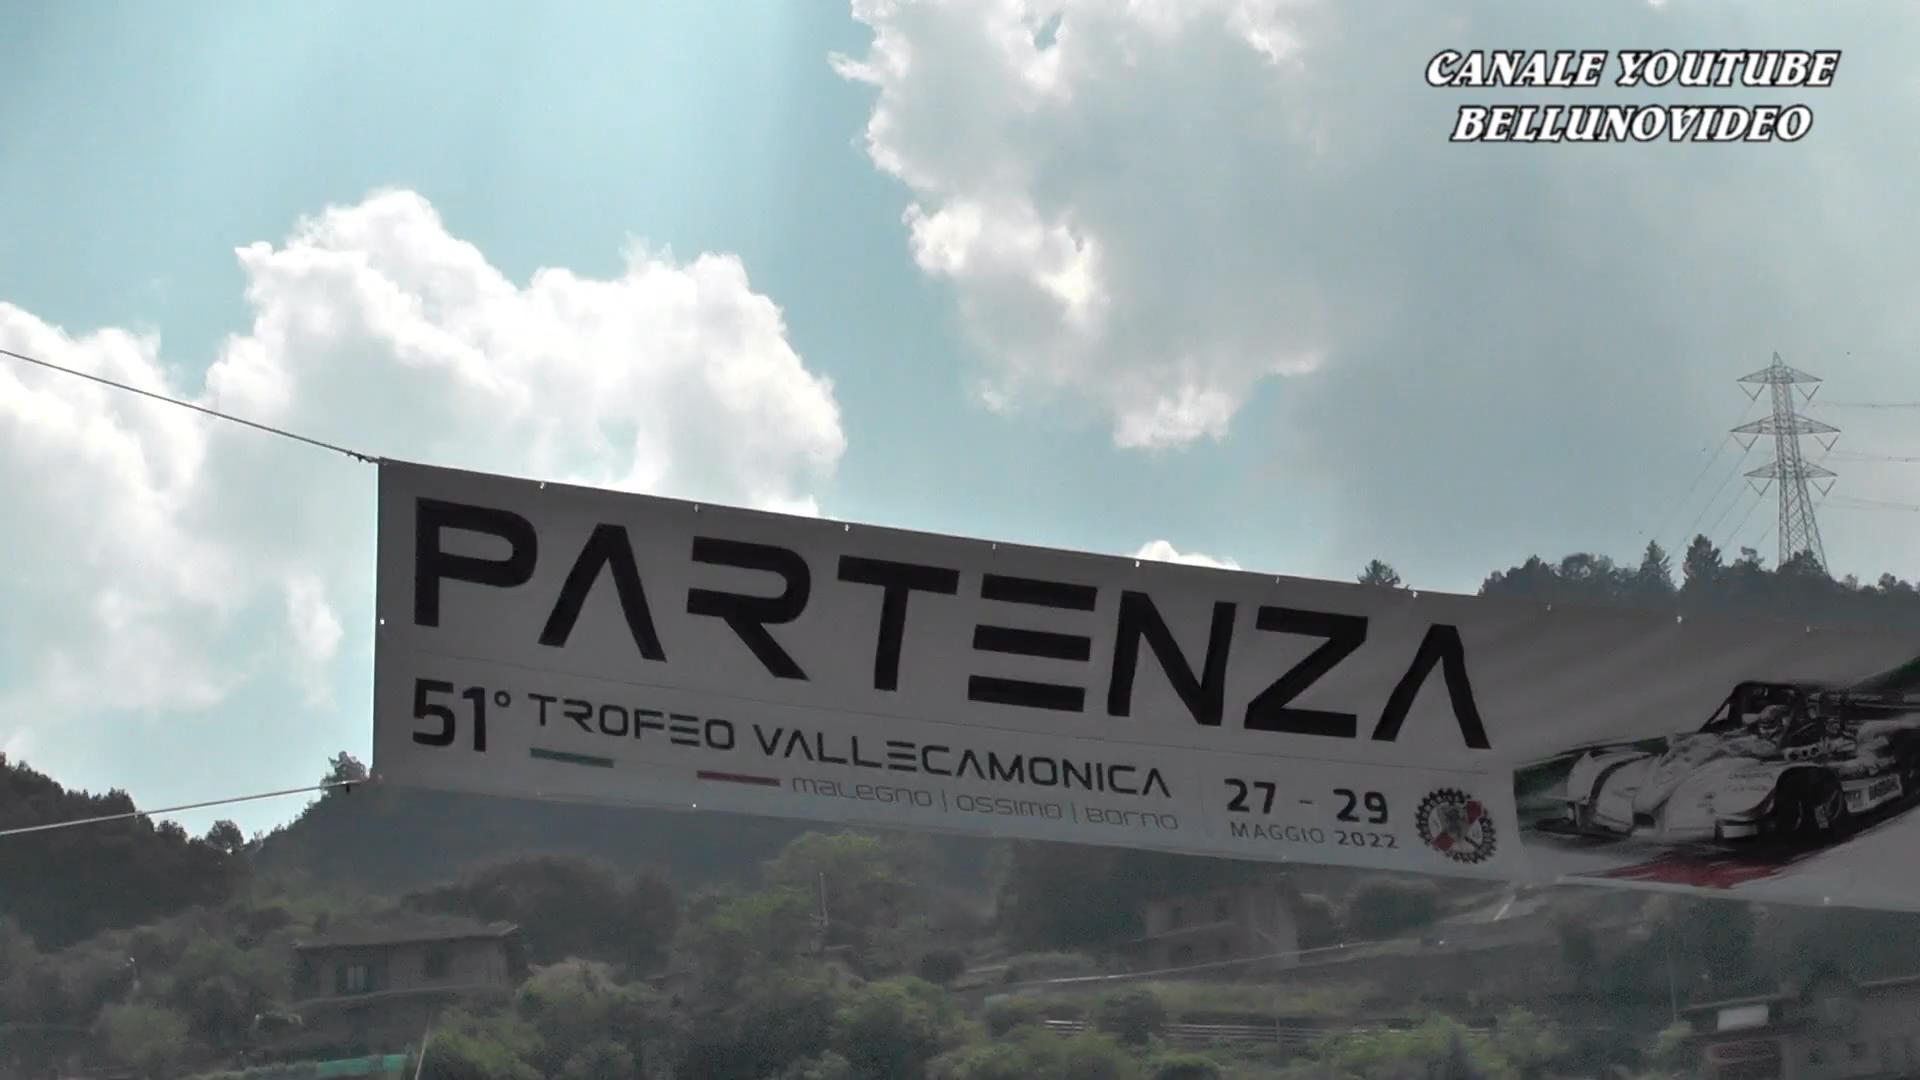 CANALE YOUTUBE
BELLUNOVIDEO
PARTENZA
51° TROFEO VALLECAMONICA
malegno | ossimo | Borno
27 - 29
MAGGIO 2022